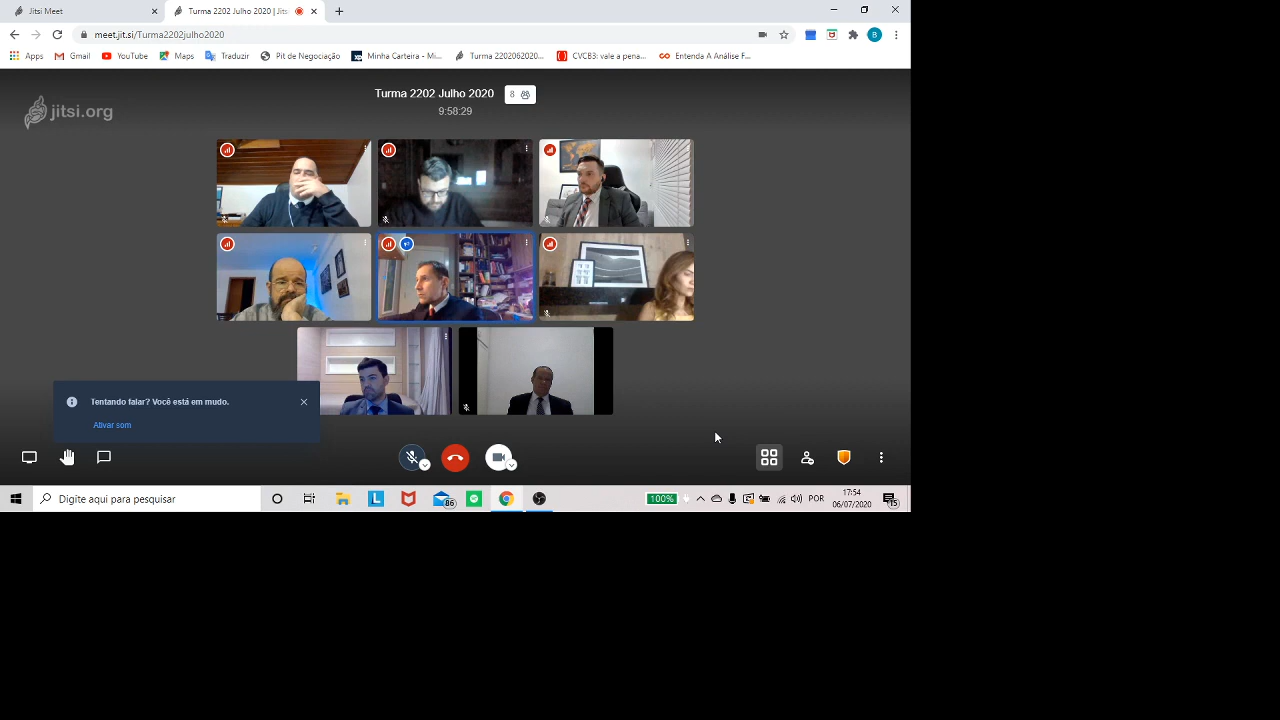 Jitsi Meet
Turma 2202 Julho 2020 | Jits
meet.jit.si/Turma2202julho2020
B
Apps
Gmail
YouTube
Traduzir
Maps
Pit de Negociação
Minha Carteira - Mi...
Turma 2202062020...
CVCB3: vale a pena...
Entenda A Análise F...
jitsi.org
Turma 2202 Julho 2020
8
9:58:29
Tentando falar? Você está em mudo.
Ativar som
Digite aqui para pesquisar
L
86
100%
POR
17:54
06/07/2020
15